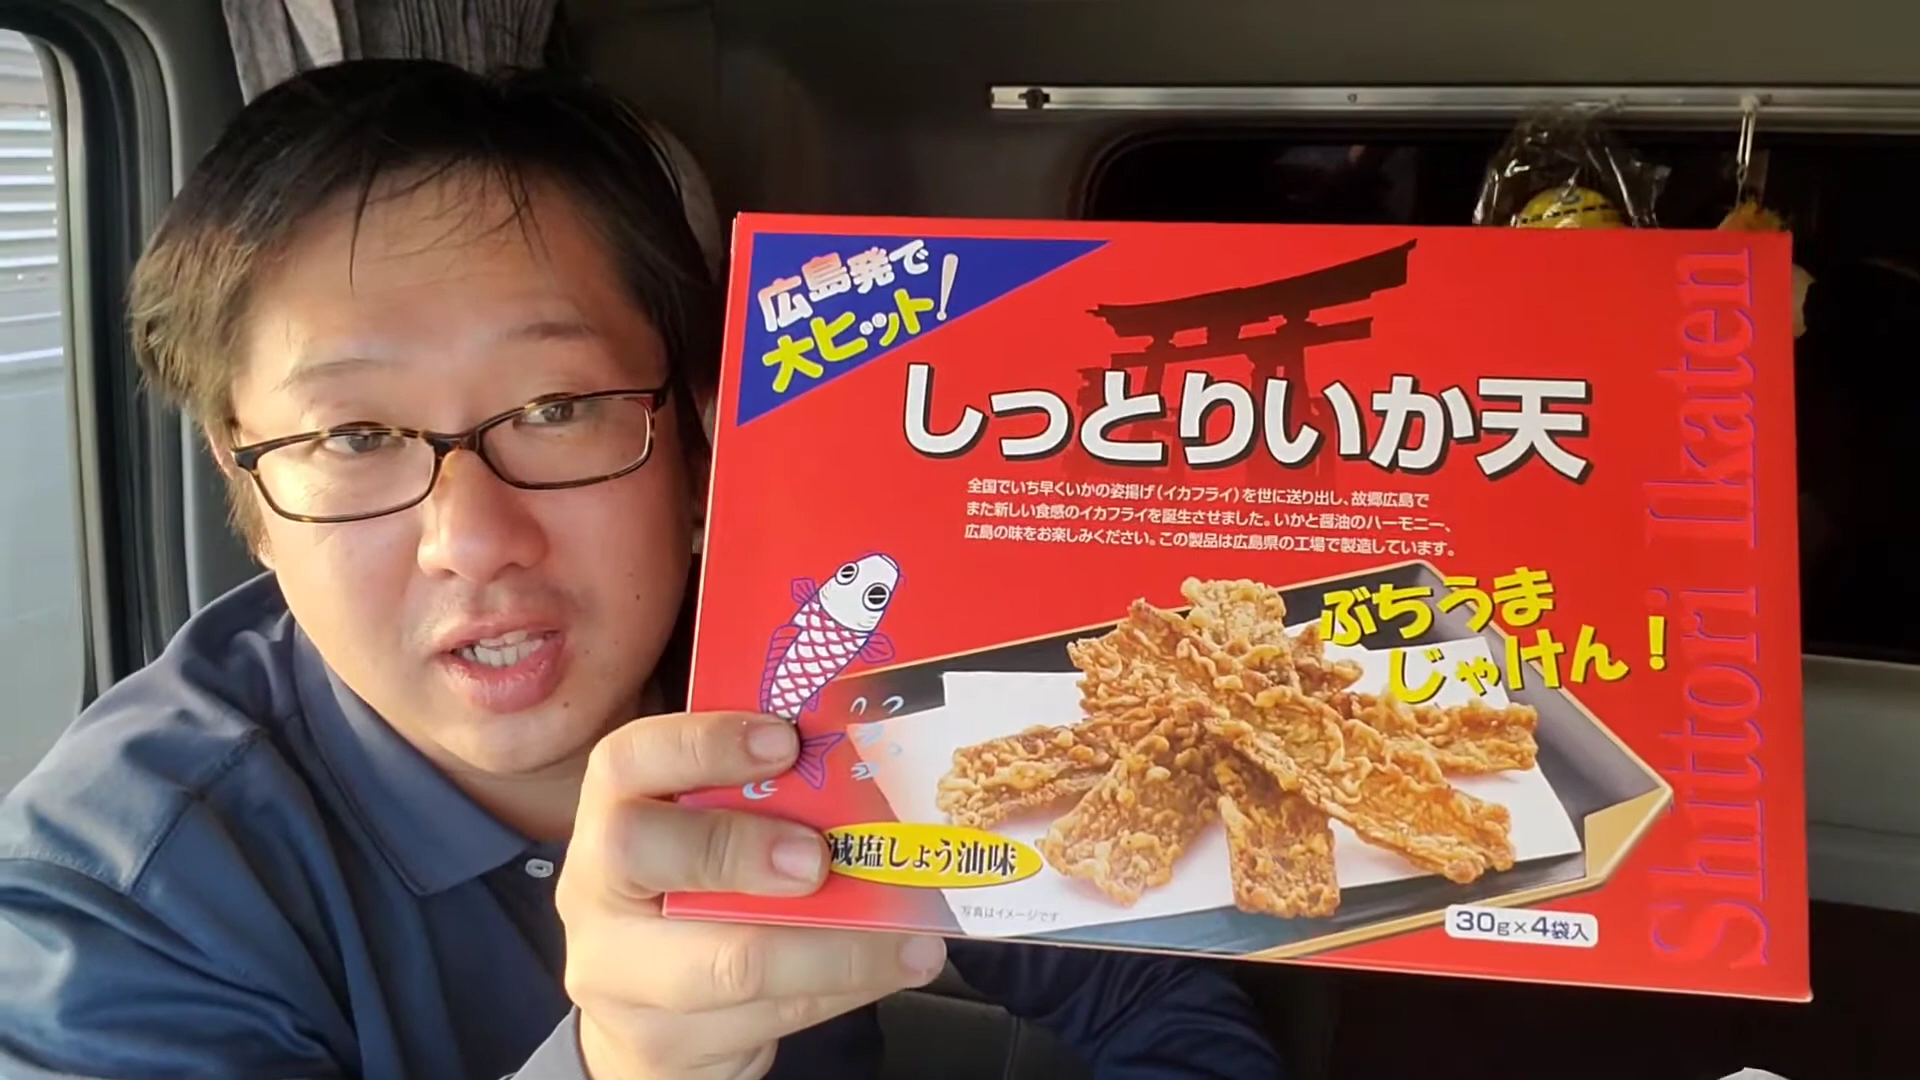 広島発で
大ヒット!
しっとりいか天
全国でいち早くいかの姿揚げ(イカフライ)を世に送り出し、故郷広島で
また新しい食感のイカフライを誕生させました。いかと醤油のハーモニー、
広島の味をお楽しみください。この製品は広島県の工場で製造しています。
ぶちうま
じゃけん!
減塩しょう油味
写真はイメージです
30g×4袋入
Shittori Ikaten